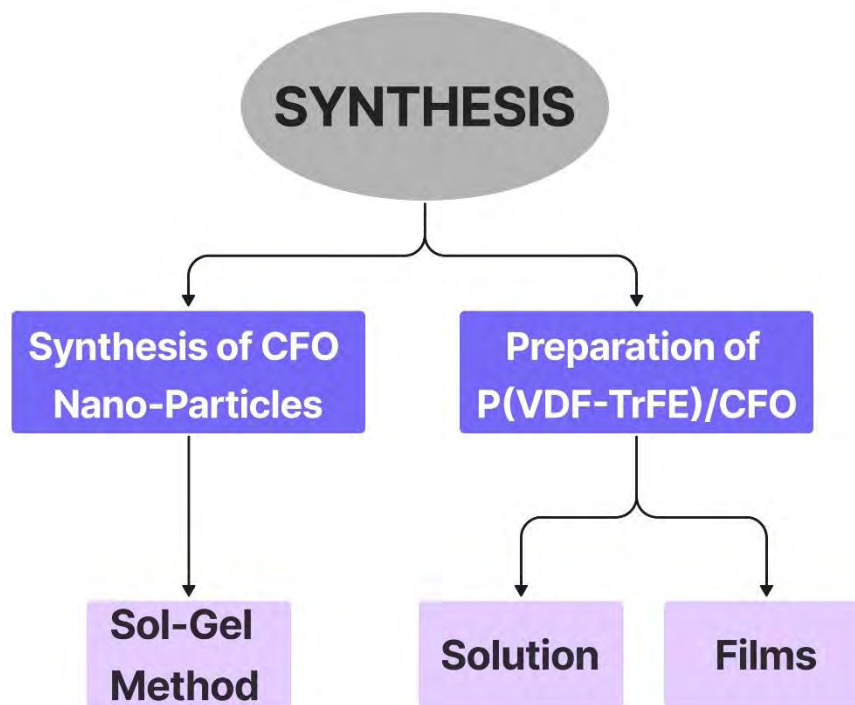 SYNTHESIS
Synthesis of CFO
Nano-Particles
Preparation of
P(VDF-TrFE)/CFO
Sol-Gel
Method
Solution
Films